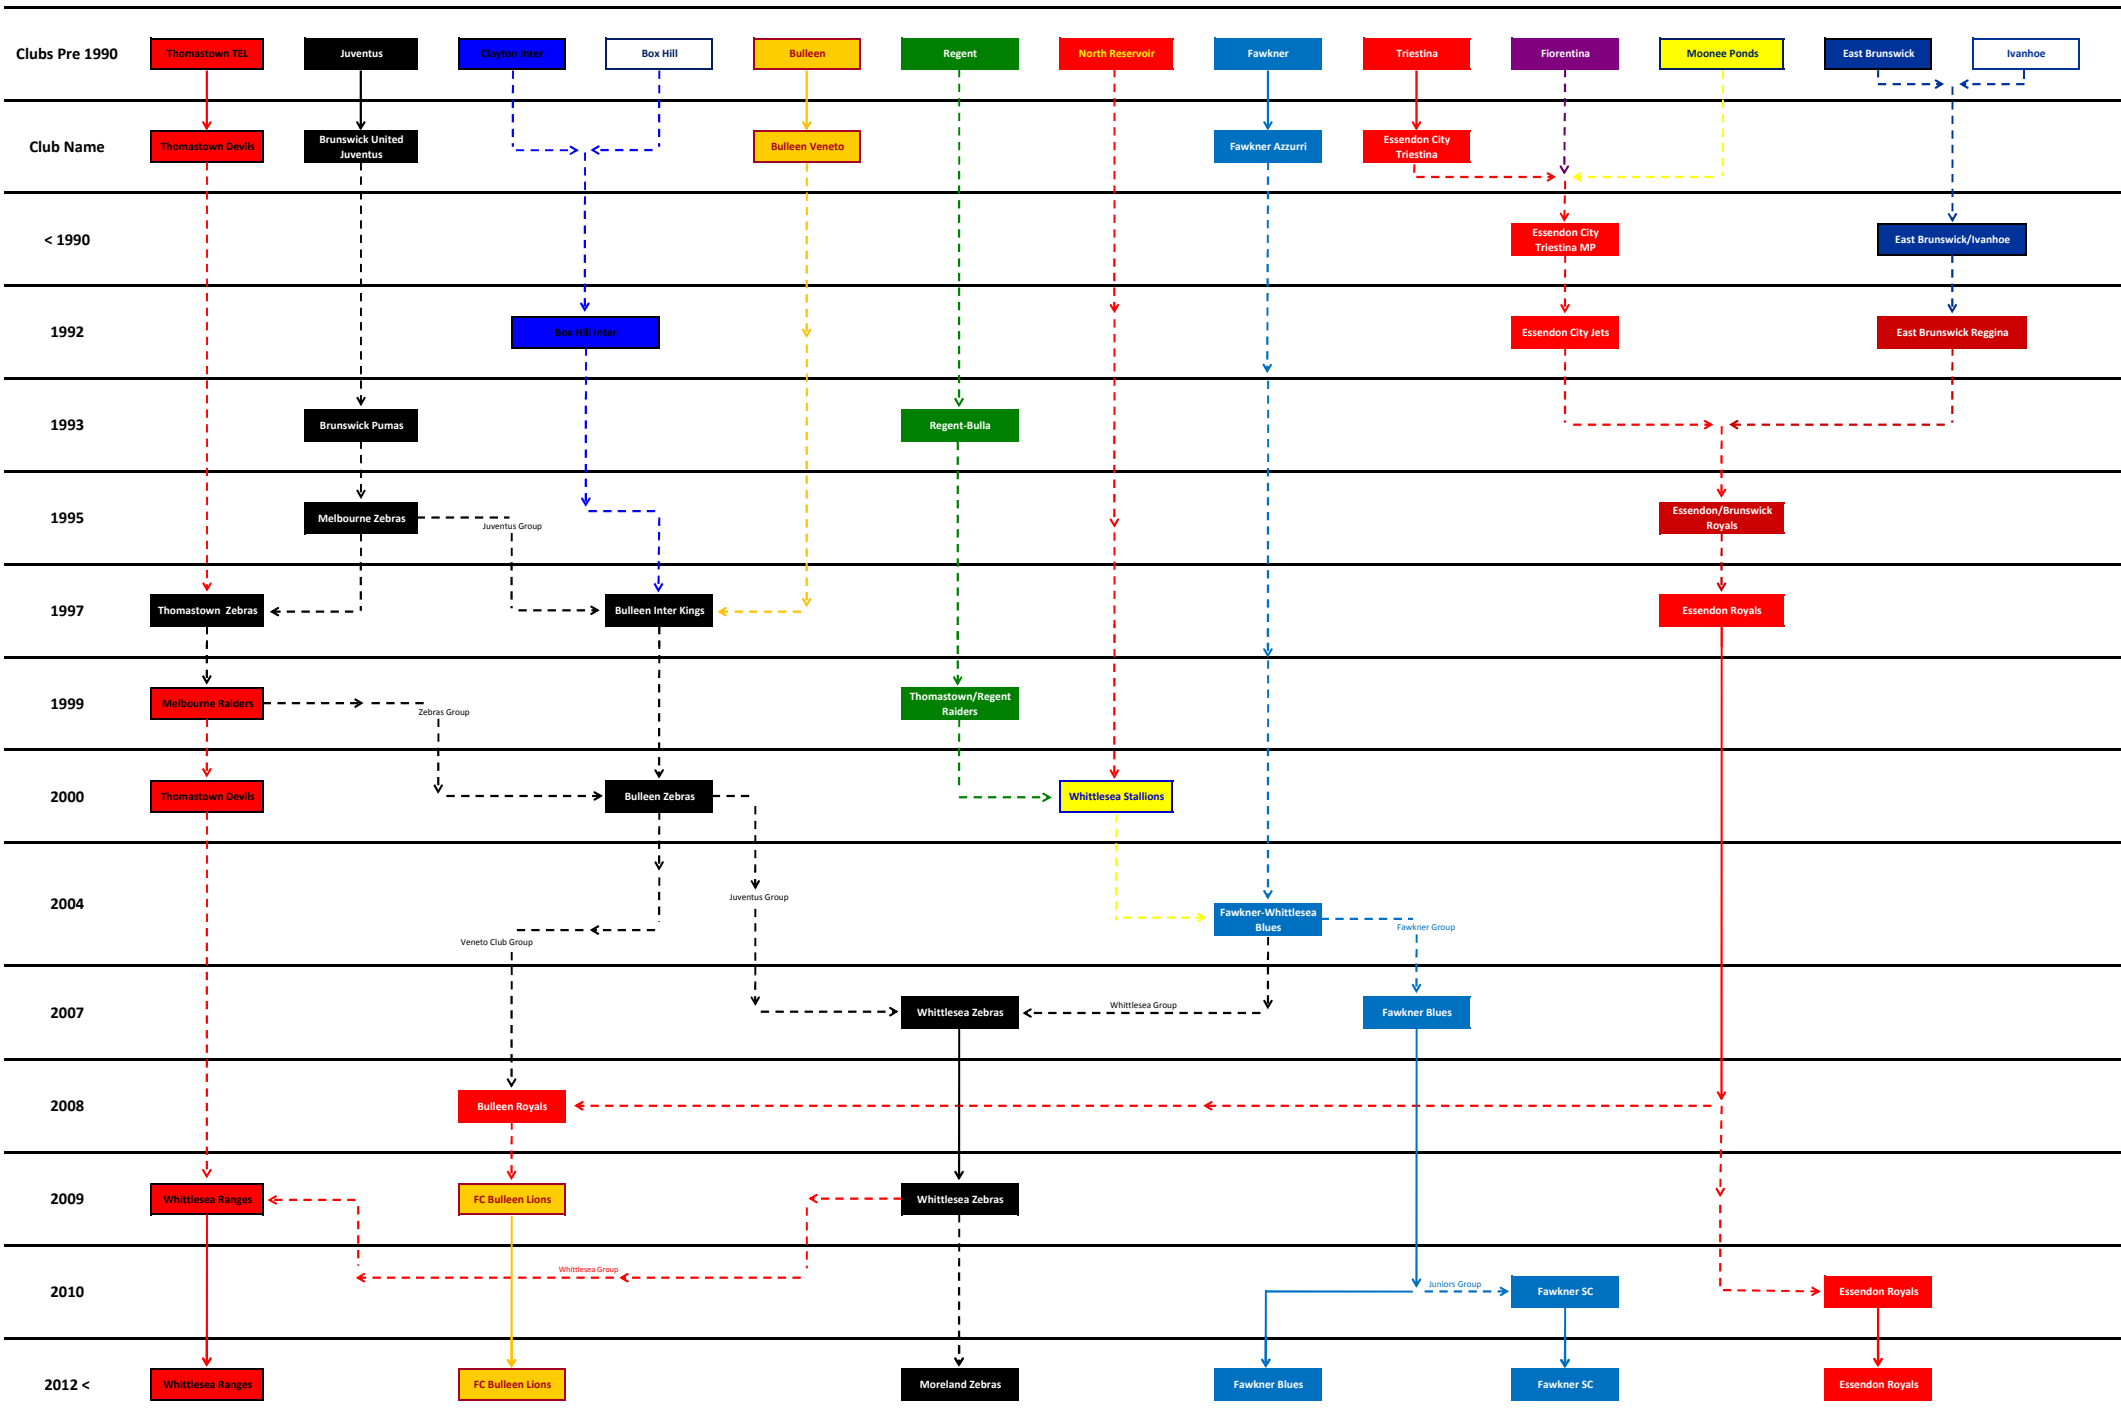 Clubs Pre 1990
Thomastown TEL
Juventus
Clayton Inter
Box Hill
Bulleen
Regent
North Reservoir
Fawkner
Triestina
Fiorentina
Moonee Ponds
East Brunswick
Ivanhoe
Club Name
Thomastown Devils
Brunswick United
Juventus
Bulleen Veneto
Fawkner Azzurri
Essendon City
Triestina
< 1990
Essendon City
Triestina MP
East Brunswick/Ivanhoe
1992
Box Hill Inter
Essendon City Jets
East Brunswick Reggina
1993
Brunswick Pumas
Regent-Bulla
1995
Melbourne Zebras
Juventus Group
Essendon/Brunswick
Royals
1997
Thomastown Zebras
Bulleen Inter Kings
Essendon Royals
1999
Melbourne Raiders
Zebras Group
Thomastown/Regent
Raiders
2000
Thomastown Devils
Bulleen Zebras
Whittlesea Stallions
2004
Juventus Group
Veneto Club Group
Fawkner-Whittlesea
Blues
Fawkner Group
2007
Whittlesea Zebras
Whittlesea Group
Fawkner Blues
2008
Bulleen Royals
2009
Whittlesea Ranges
FC Bulleen Lions
Whittlesea Zebras
2010
Whittlesea Group
Juniors Group
Fawkner SC
Essendon Royals
2012 <
Whittlesea Ranges
FC Bulleen Lions
Moreland Zebras
Fawkner Blues
Fawkner SC
Essendon Royals